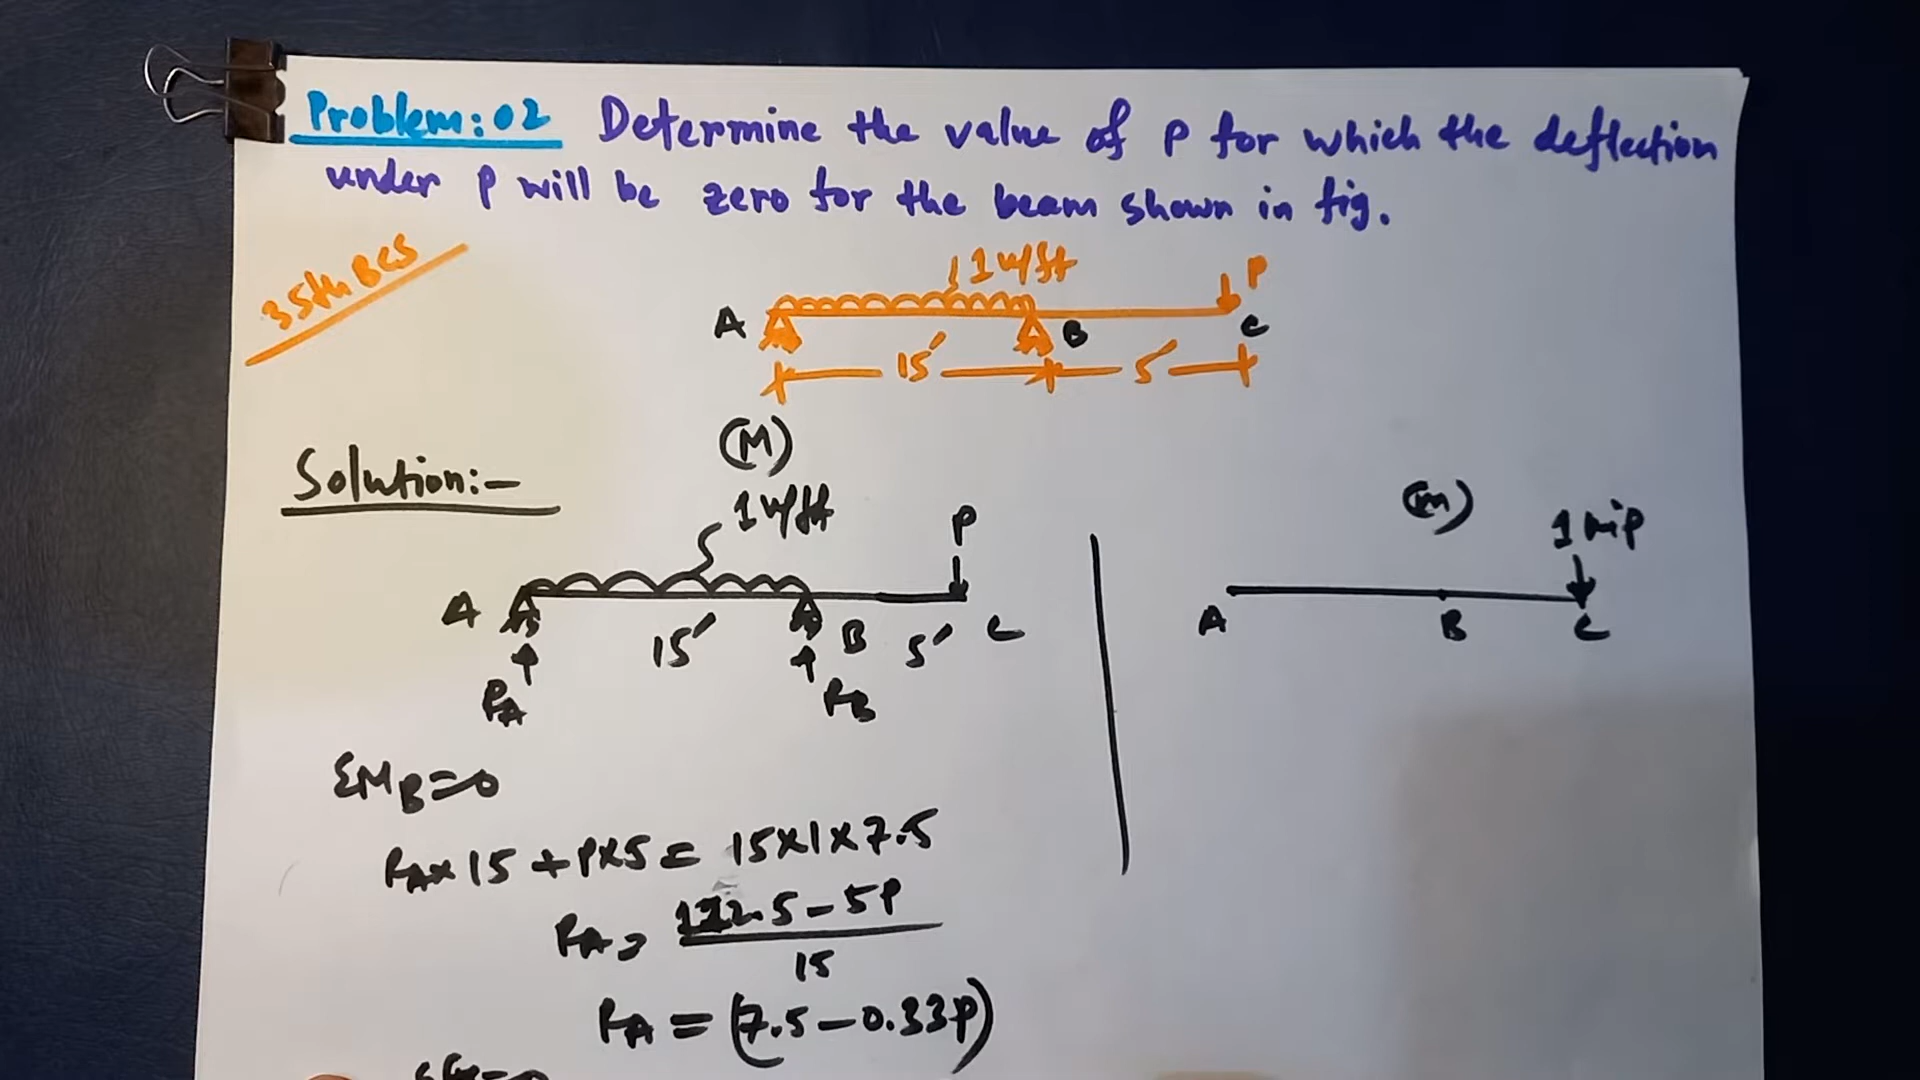 Problem: 02 Determine the value of P for which the deflection
under P will be zero for the beam shown in fig.
35th BCS
1 k/ft
P
A
B
C
15'
5'
Solution:-
(M)
1 k/ft
P
A
15'
B
5'
C
RA
RB
(m)
1 kip
A
B
C
ΣMB=0
RA×15 + P×5 = 15×1×7.5
RA = 112.5 - 5P
15
RA = (7.5 - 0.33P)